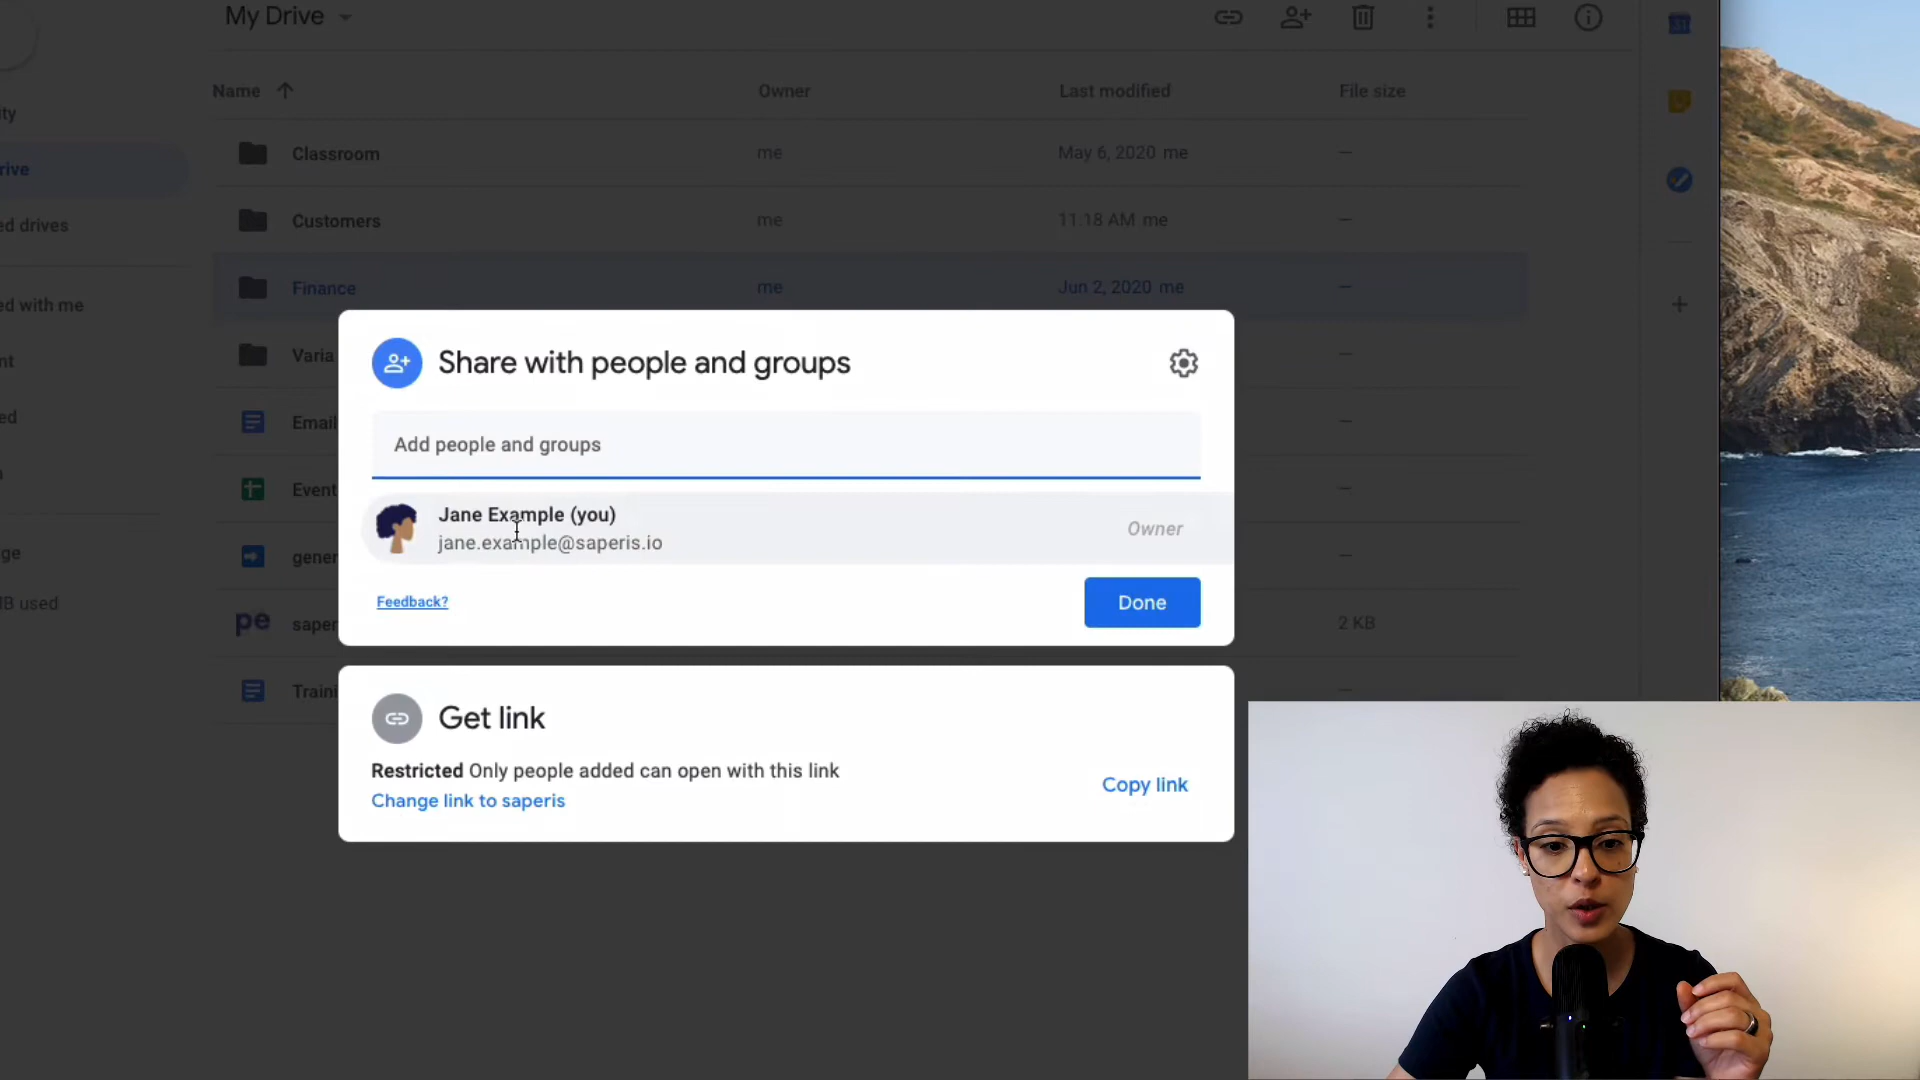 My Drive
Name Owner Last modified File size
ity
Classroom me May 6, 2020 me —
rive
Customers me 11:18 AM me —
ed drives
Finance me Jun 2, 2020 me —
ed with me
Varia —
nt
Share with people and groups
ed
Email —
Add people and groups
Event —
Jane Example (you)
jane.example@saperis.io
Owner
ge
gener —
Feedback?
Done
IB used
pe saper 2 KB
Traini —
Get link
Restricted Only people added can open with this link
Change link to saperis
Copy link
31